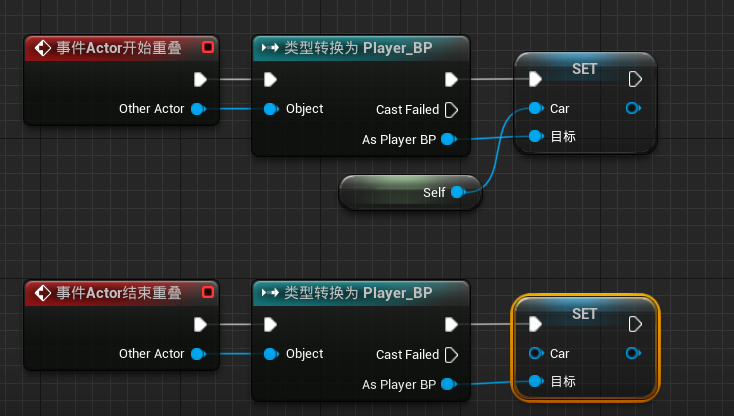 事件Actor开始重叠
Other Actor
类型转换为 Player_BP
Object
Cast Failed
As Player BP
SET
Car
目标
Self
事件Actor结束重叠
Other Actor
类型转换为 Player_BP
Object
Cast Failed
As Player BP
SET
Car
目标